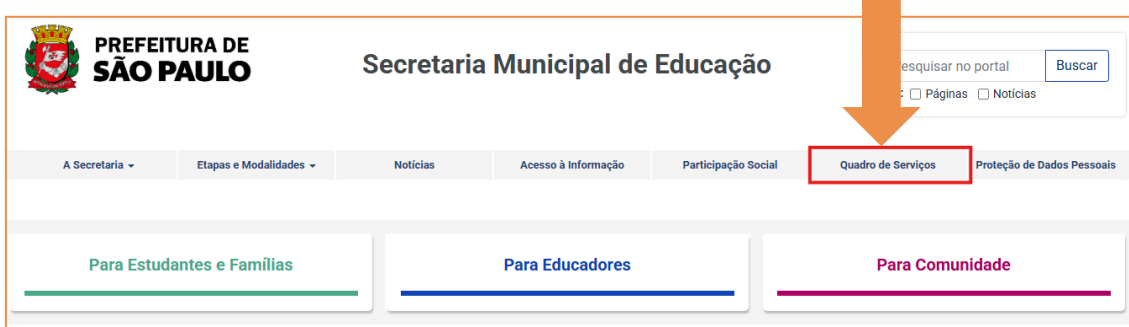 PREFEITURA DE
SÃO PAULO
Secretaria Municipal de Educação
esquisar no portal
Buscar
: Páginas Notícias
A Secretaria
Etapas e Modalidades
Notícias
Acesso à Informação
Participação Social
Quadro de Serviços
Proteção de Dados Pessoais
Para Estudantes e Famílias
Para Educadores
Para Comunidade